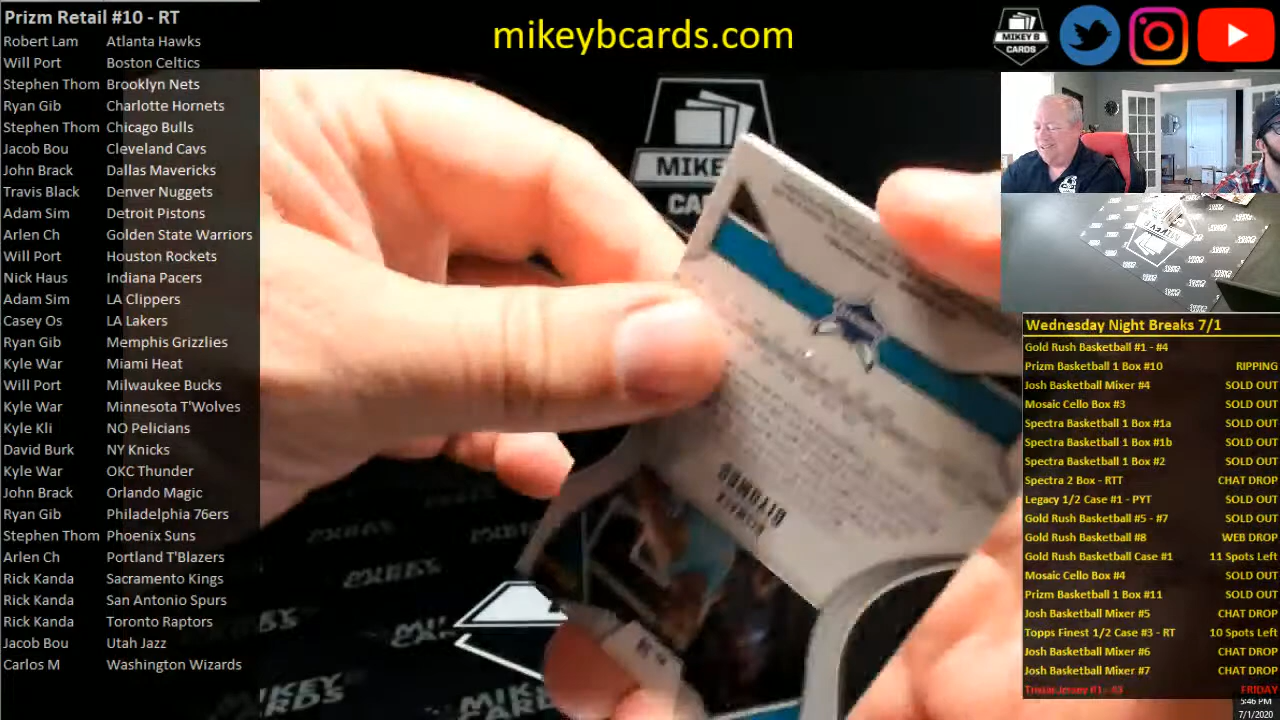 Prizm Retail #10 - RT
Robert Lam Atlanta Hawks
Will Port Boston Celtics
Stephen Thom Brooklyn Nets
Ryan Gib Charlotte Hornets
Stephen Thom Chicago Bulls
Jacob Bou Cleveland Cavs
John Brack Dallas Mavericks
Travis Black Denver Nuggets
Adam Sim Detroit Pistons
Arlen Ch Golden State Warriors
Will Port Houston Rockets
Nick Haus Indiana Pacers
Adam Sim LA Clippers
Casey Os LA Lakers
Ryan Gib Memphis Grizzlies
Kyle War Miami Heat
Will Port Milwaukee Bucks
Kyle War Minnesota T'Wolves
Kyle Kli NO Pelicians
David Burk NY Knicks
Kyle War OKC Thunder
John Brack Orlando Magic
Ryan Gib Philadelphia 76ers
Stephen Thom Phoenix Suns
Arlen Ch Portland T'Blazers
Rick Kanda Sacramento Kings
Rick Kanda San Antonio Spurs
Rick Kanda Toronto Raptors
Jacob Bou Utah Jazz
Carlos M Washington Wizards
mikeybcards.com
MIKEY B
CARDS
MIKE
CA
BISMACK
BIYOMBO
MIKEY
Wednesday Night Breaks 7/1
Gold Rush Basketball #1 - #4
Prizm Basketball 1 Box #10 RIPPING
Josh Basketball Mixer #4 SOLD OUT
Mosaic Cello Box #3 SOLD OUT
Spectra Basketball 1 Box #1a SOLD OUT
Spectra Basketball 1 Box #1b SOLD OUT
Spectra Basketball 1 Box #2 SOLD OUT
Spectra 2 Box - RTT CHAT DROP
Legacy 1/2 Case #1 - PYT SOLD OUT
Gold Rush Basketball #5 - #7 SOLD OUT
Gold Rush Basketball #8 WEB DROP
Gold Rush Basketball Case #1 11 Spots Left
Mosaic Cello Box #4 SOLD OUT
Prizm Basketball 1 Box #11 SOLD OUT
Josh Basketball Mixer #5 CHAT DROP
Topps Finest 1/2 Case #3 - RT 10 Spots Left
Josh Basketball Mixer #6 CHAT DROP
Josh Basketball Mixer #7 CHAT DROP
FRIDAY
5:46 PM
7/1/2020